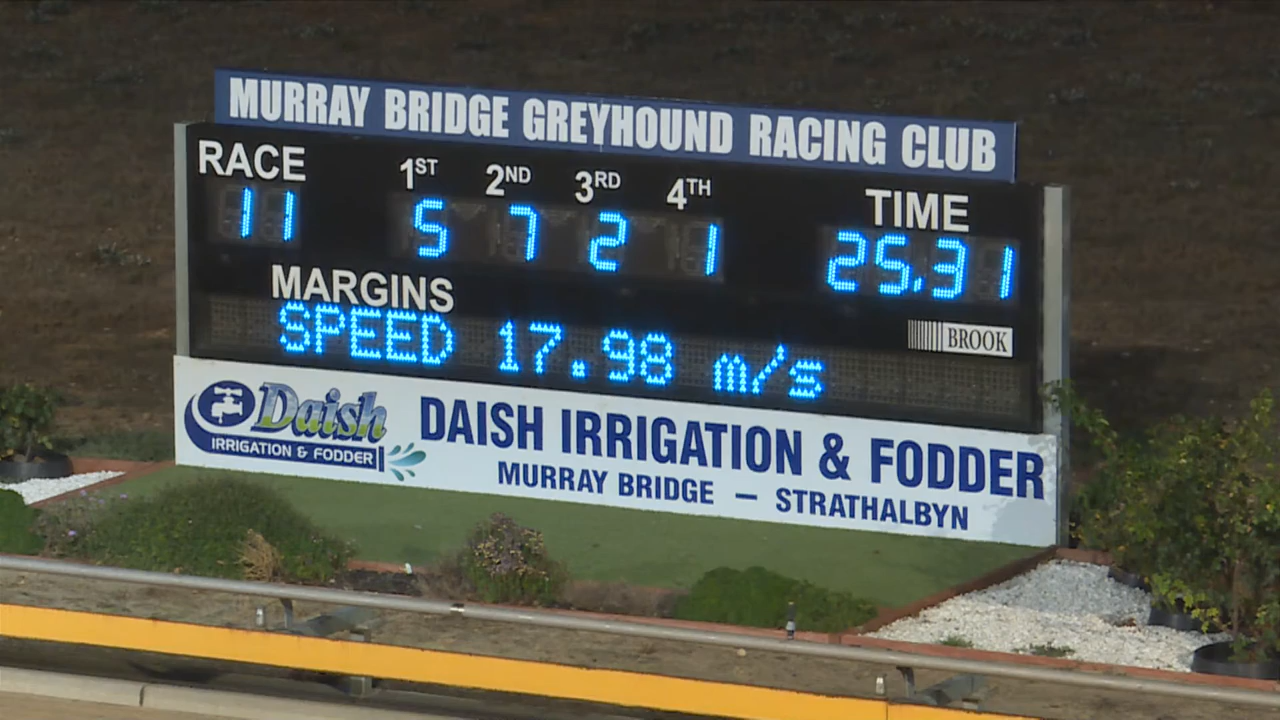 MURRAY BRIDGE GREYHOUND RACING CLUB
RACE 1ST 2ND 3RD 4TH TIME
11 5 7 2 1 25.31
MARGINS
SPEED 17.98 m/s
BROOK
Daish
IRRIGATION & FODDER
DAISH IRRIGATION & FODDER
MURRAY BRIDGE – STRATHALBYN